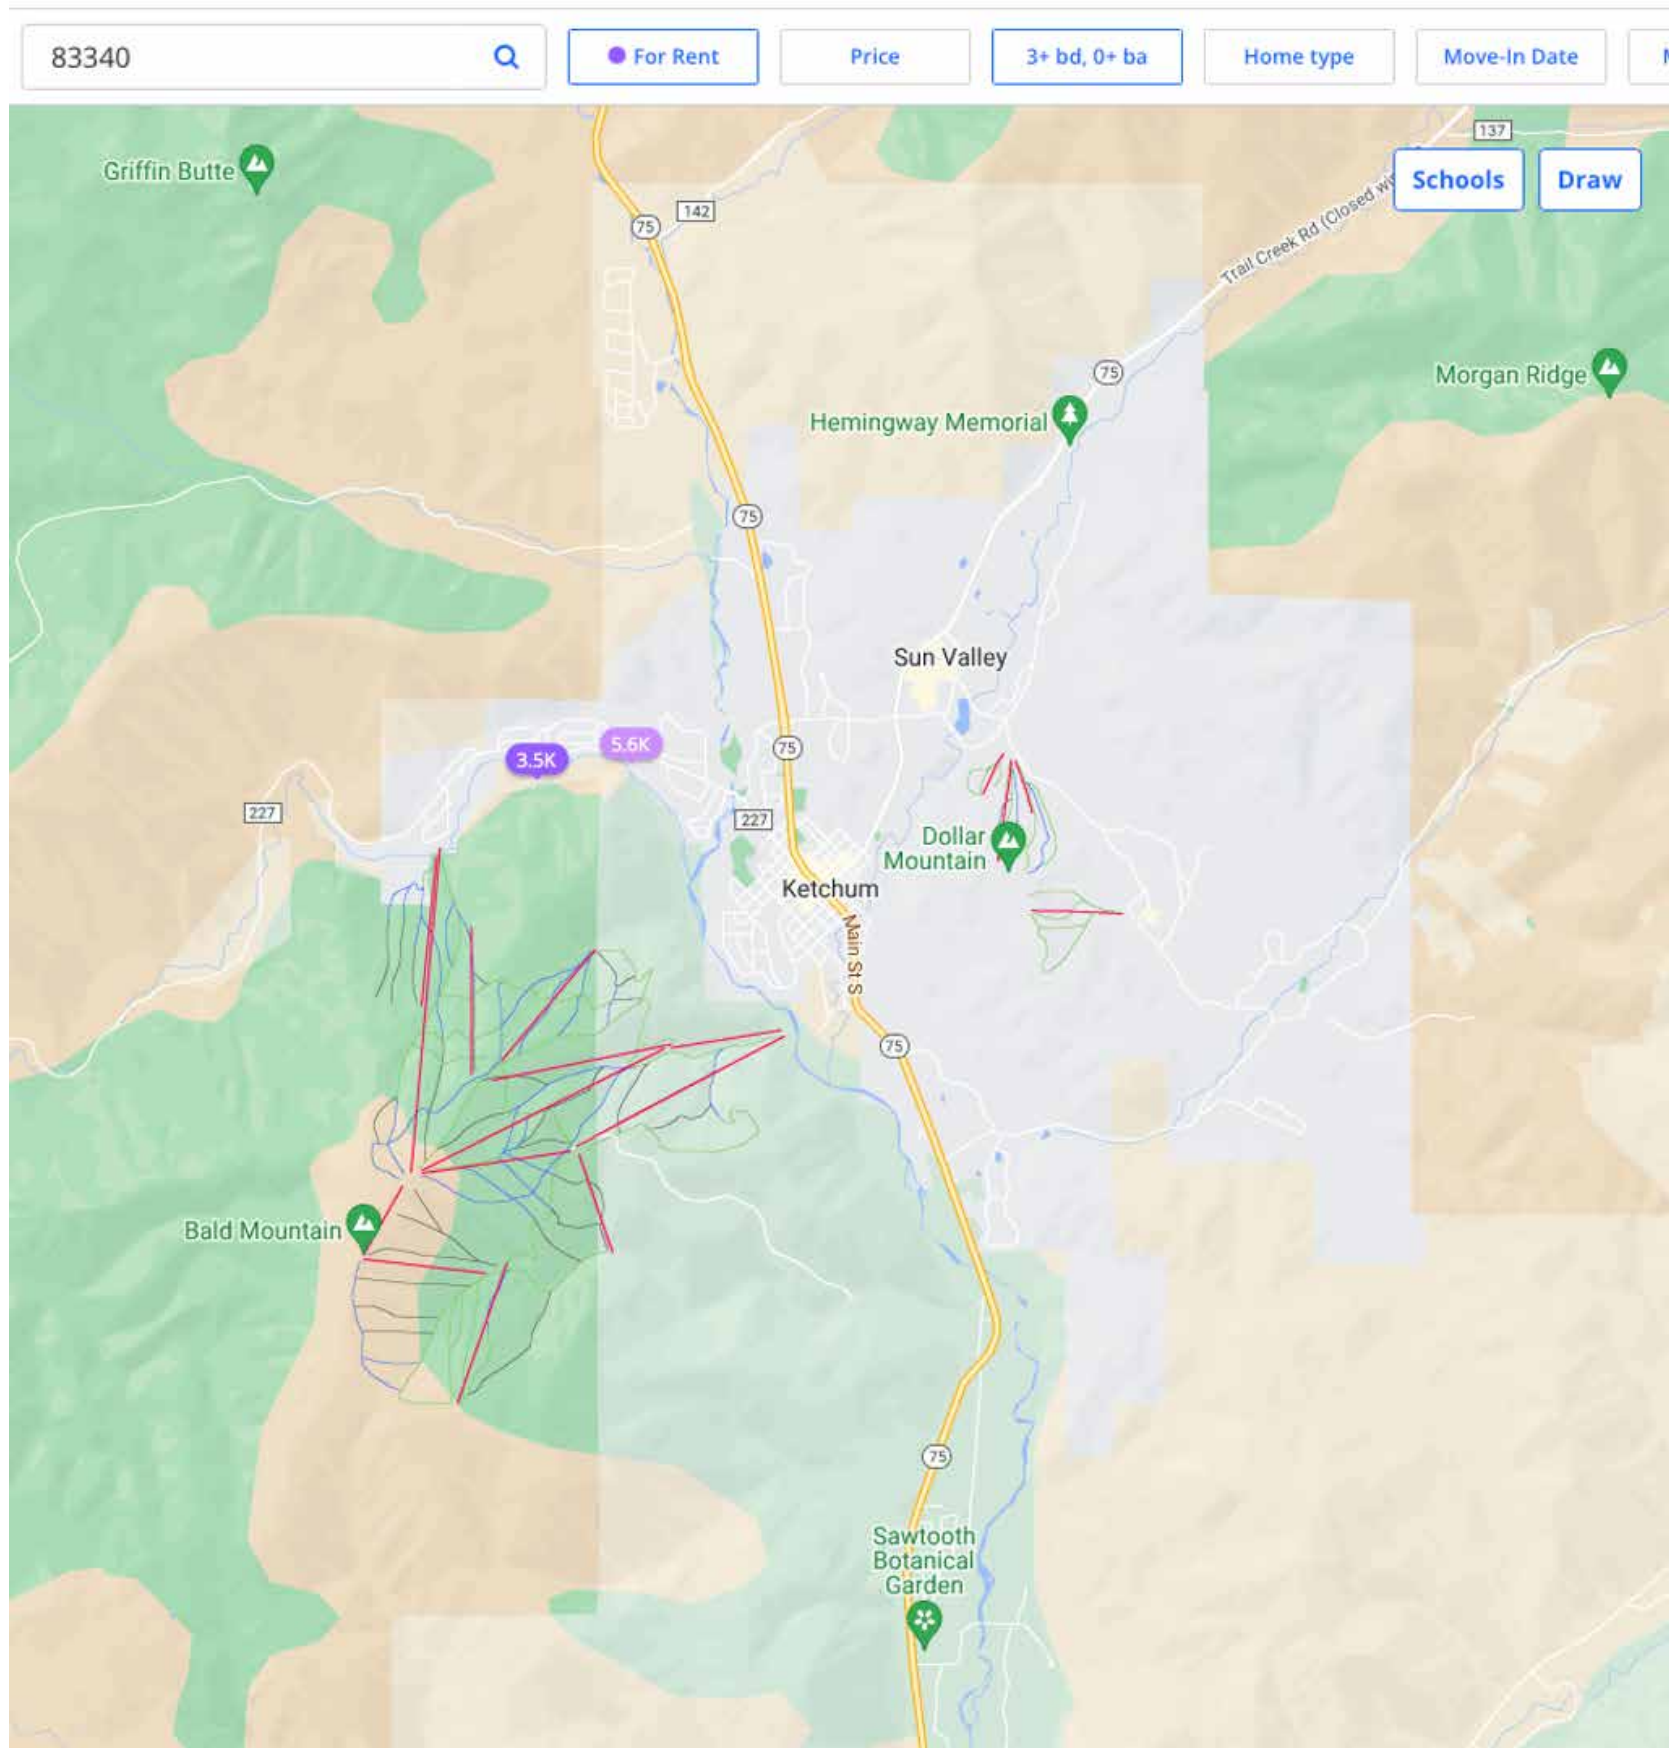 83340
For Rent
Price
3+ bd, 0+ ba
Home type
Move-In Date
137
Griffin Butte
Schools
Draw
142
75
Trail Creek Rd (Closed
75
Morgan Ridge
Hemingway Memorial
75
Sun Valley
5.6K
75
3.5K
227
227
Dollar
Mountain
Ketchum
Main St S
75
Bald Mountain
75
Sawtooth
Botanical
Garden